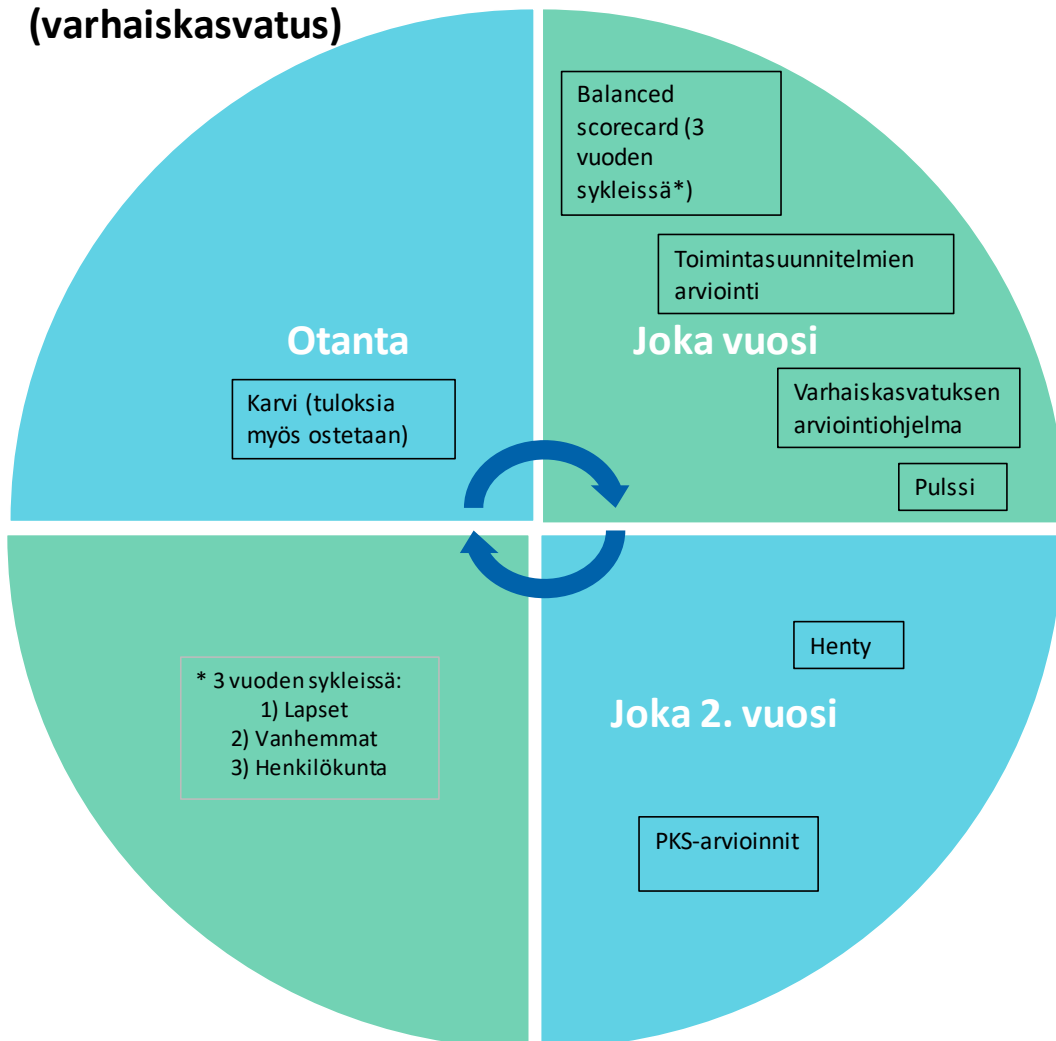 (varhaiskasvatus)
Balanced
scorecard (3
vuoden
sykleissä*)
Toimintasuunnitelmien
arviointi
Otanta
Joka vuosi
Karvi (tuloksia
myös ostetaan)
Varhaiskasvatuksen
arviointiohjelma
Pulssi
* 3 vuoden sykleissä:
1) Lapset
2) Vanhemmat
3) Henkilökunta
Henty
Joka 2. vuosi
PKS-arvioinnit